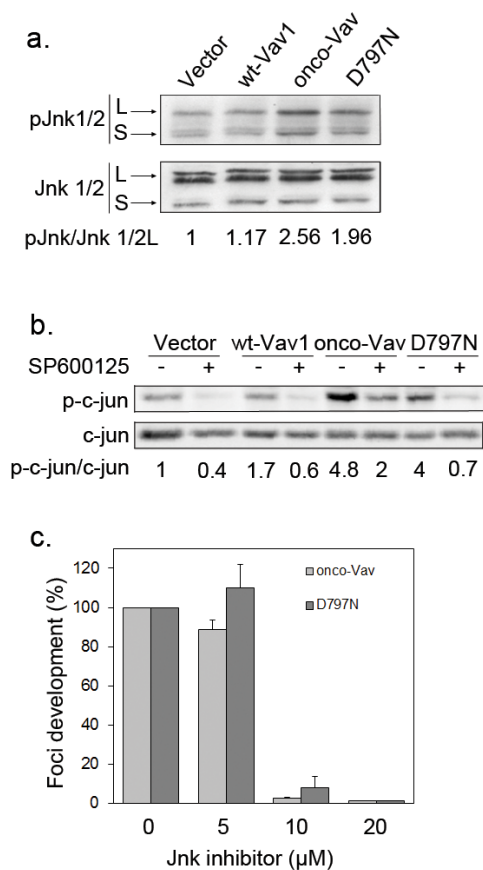 a.
Vector wt-Vav1 onco-Vav D797N
pJnk1/2 L
S
Jnk 1/2 L
S
pJnk/Jnk 1/2L 1 1.17 2.56 1.96
b.
Vector wt-Vav1 onco-Vav D797N
SP600125 - + - + - + - +
p-c-jun
c-jun
p-c-jun/c-jun 1 0.4 1.7 0.6 4.8 2 4 0.7
c.
Foci development (%)
120
100
80
60
40
20
0
onco-Vav
D797N
0 5 10 20
Jnk inhibitor (µM)